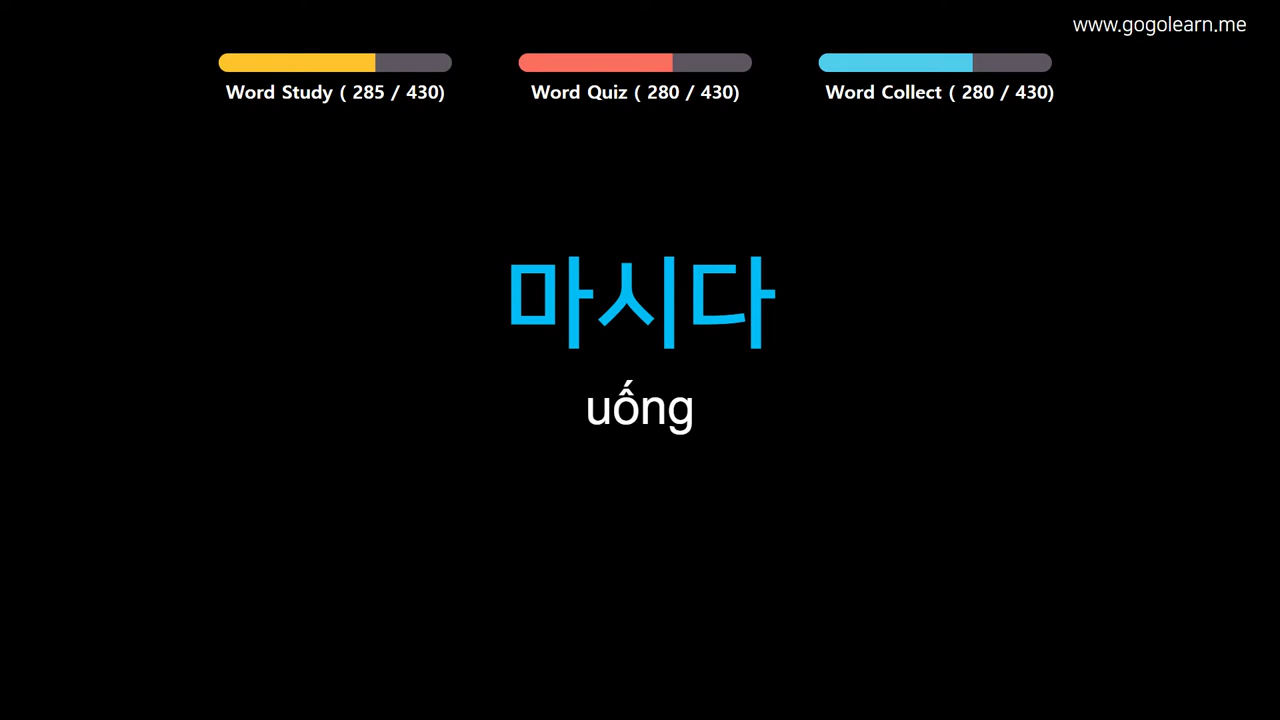 www.gogolearn.me
Word Study ( 285 / 430)
Word Quiz ( 280 / 430)
Word Collect ( 280 / 430)
마시다
uống